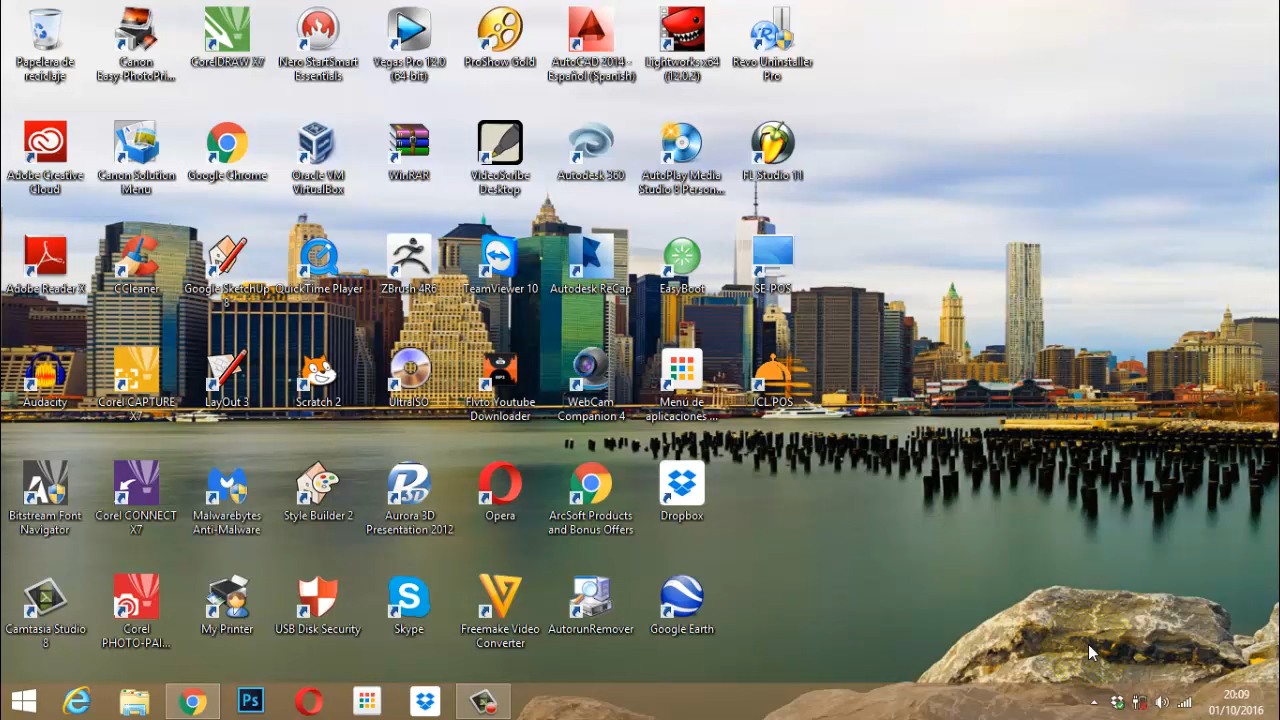 Papelera de
reciclaje
Canon
Easy-PhotoPri...
CorelDRAW X7
Nero StartSmart
Essentials
Vegas Pro 12.0
(64-bit)
ProShow Gold
AutoCAD 2014 -
Español (Spanish)
Lightworks x64
(12.0.2)
Revo Uninstaller
Pro
Adobe Creative
Cloud
Canon Solution
Menu
Google Chrome
Oracle VM
VirtualBox
WinRAR
VideoScribe
Desktop
Autodesk 360
AutoPlay Media
Studio 8 Person...
FL Studio 11
Adobe Reader X
CCleaner
Google SketchUp
8
QuickTime Player
ZBrush 4R6
TeamViewer 10
Autodesk ReCap
EasyBoot
SE-POS
Audacity
Corel CAPTURE
X7
LayOut 3
Scratch 2
UltraISO
Flvto Youtube
Downloader
WebCam
Companion 4
Menú de
aplicaciones ...
UCI.POS
Bitstream Font
Navigator
Corel CONNECT
X7
Malwarebytes
Anti-Malware
Style Builder 2
Aurora 3D
Presentation 2012
Opera
ArcSoft Products
and Bonus Offers
Dropbox
Camtasia Studio
8
Corel
PHOTO-PAI...
My Printer
USB Disk Security
Skype
Freemake Video
Converter
AutorunRemover
Google Earth
Ps
20:09
01/10/2016